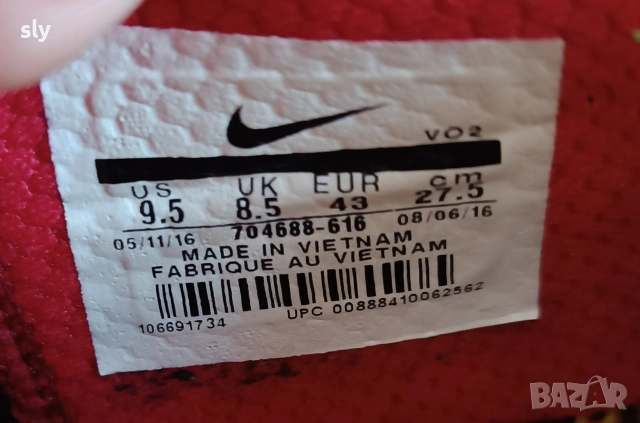 sly
VO2
US UK EUR cm
9.5 8.5 43 27.5
05/11/16 704688-616 08/06/16
MADE IN VIETNAM
FABRIQUE AU VIETNAM
106691734 UPC 00888410062562
BAZAR